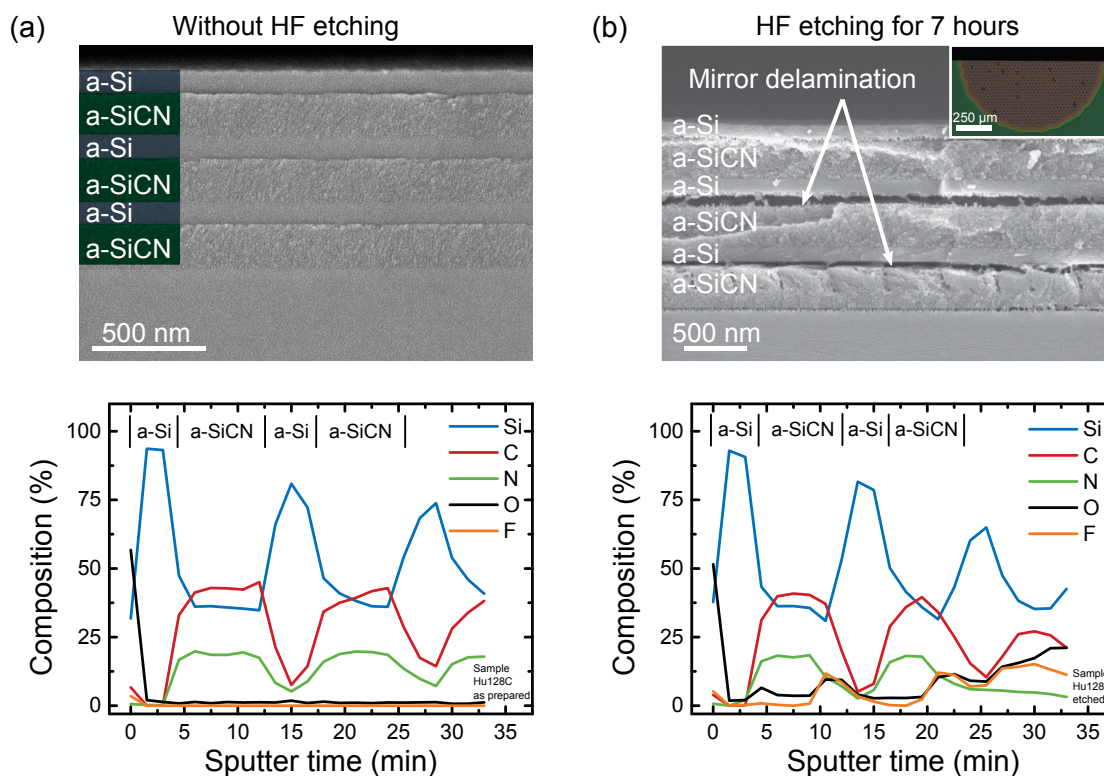 (a)
Without HF etching
a-Si
a-SiCN
a-Si
a-SiCN
a-Si
a-SiCN
500 nm
(b)
HF etching for 7 hours
Mirror delamination
250 µm
a-Si
a-SiCN
a-Si
a-SiCN
a-Si
a-SiCN
500 nm
Composition (%)
100
75
50
25
0
a-Si
a-SiCN
a-Si
a-SiCN
Si
C
N
O
F
Sample
Hu128C
as prepared
0 5 10 15 20 25 30 35
Sputter time (min)
Composition (%)
100
75
50
25
0
a-Si
a-SiCN
a-Si
a-SiCN
Si
C
N
O
F
Sample
Hu128
etched
0 5 10 15 20 25 30 35
Sputter time (min)